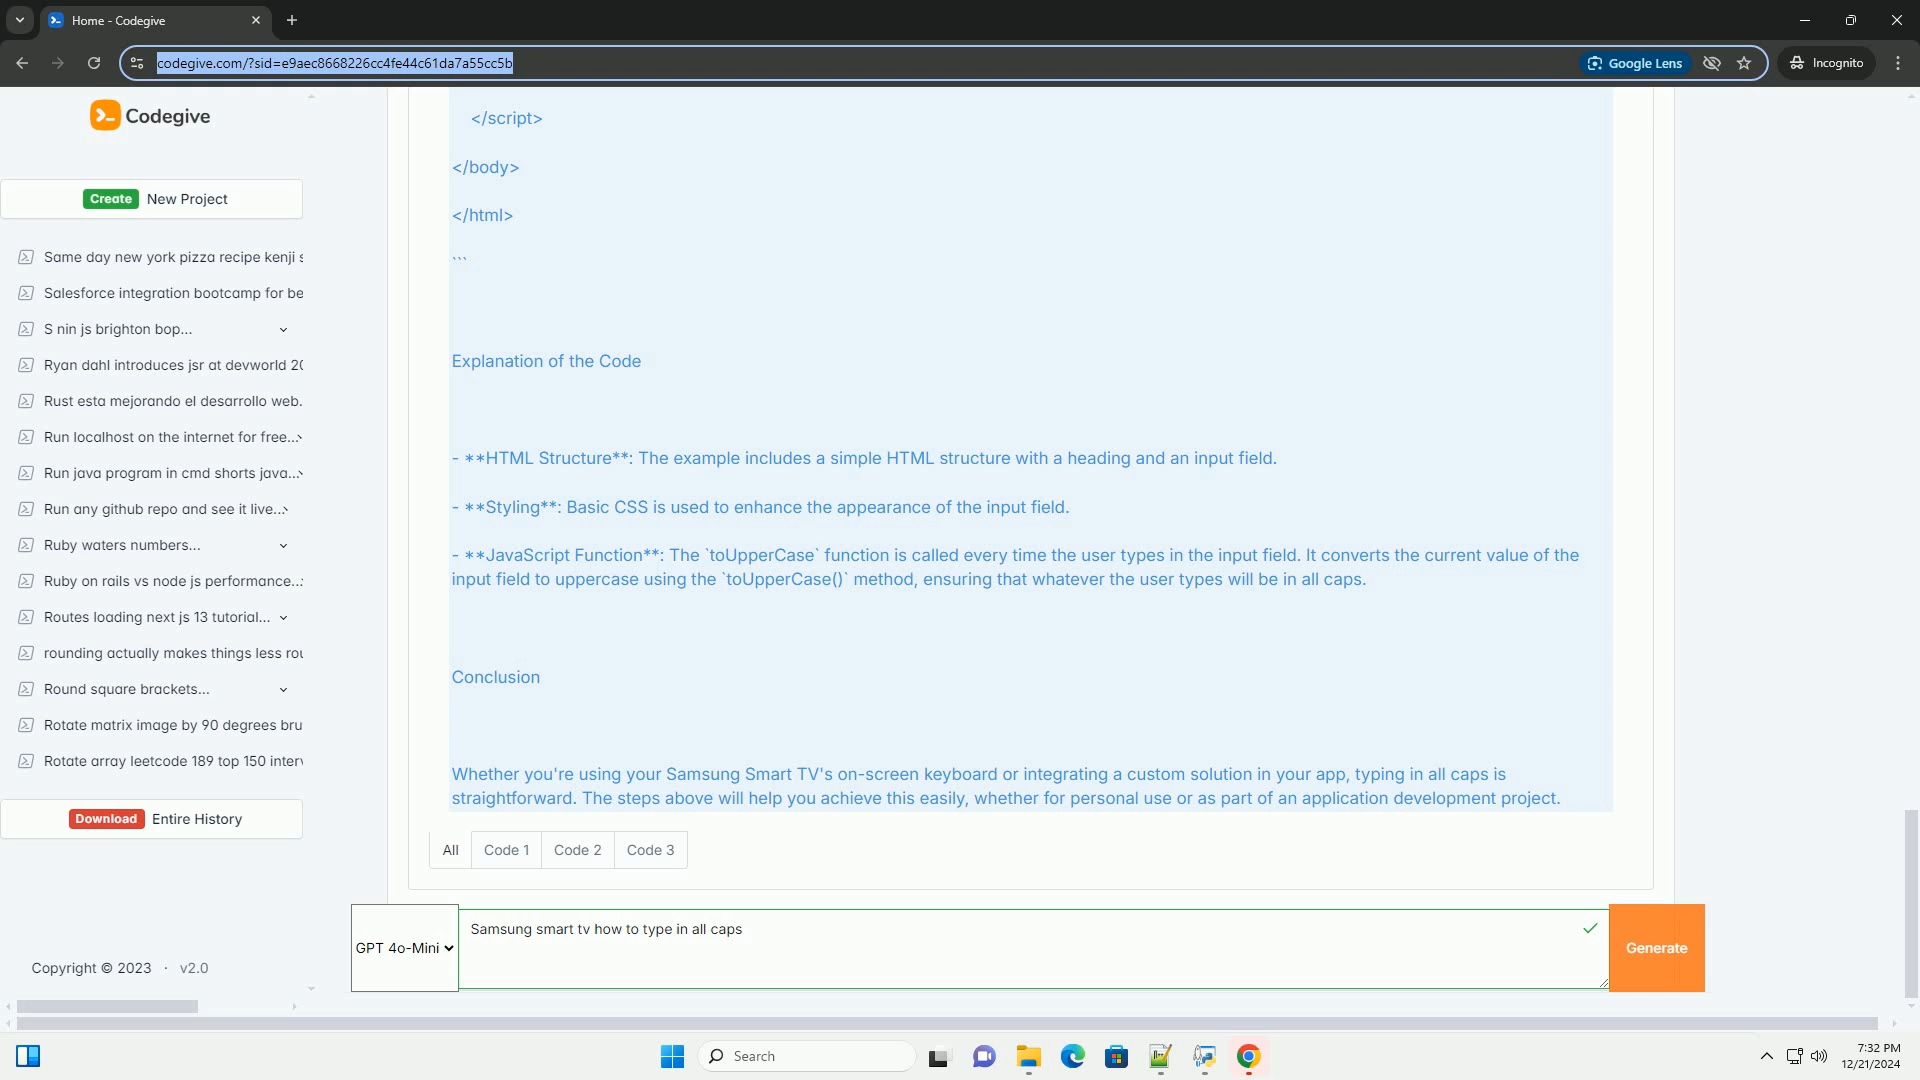 Home - Codegive
codegive.com/?sid=e9aec8668226cc4fe44c61da7a55cc5b
Google Lens
Incognito
Codegive
Create New Project
Same day new york pizza recipe kenji s
Salesforce integration bootcamp for be
S nin js brighton bop...
Ryan dahl introduces jsr at devworld 20
Rust esta mejorando el desarrollo web.
Run localhost on the internet for free...
Run java program in cmd shorts java...
Run any github repo and see it live...
Ruby waters numbers...
Ruby on rails vs node js performance...
Routes loading next js 13 tutorial...
rounding actually makes things less rou
Round square brackets...
Rotate matrix image by 90 degrees bru
Rotate array leetcode 189 top 150 interv
Download Entire History
Copyright © 2023 · v2.0
</script>
</body>
</html>
```
Explanation of the Code
- **HTML Structure**: The example includes a simple HTML structure with a heading and an input field.
- **Styling**: Basic CSS is used to enhance the appearance of the input field.
- **JavaScript Function**: The `toUpperCase` function is called every time the user types in the input field. It converts the current value of the
input field to uppercase using the `toUpperCase()` method, ensuring that whatever the user types will be in all caps.
Conclusion
Whether you're using your Samsung Smart TV's on-screen keyboard or integrating a custom solution in your app, typing in all caps is
straightforward. The steps above will help you achieve this easily, whether for personal use or as part of an application development project.
All Code 1 Code 2 Code 3
GPT 4o-Mini
Samsung smart tv how to type in all caps
Generate
Search
7:32 PM
12/21/2024